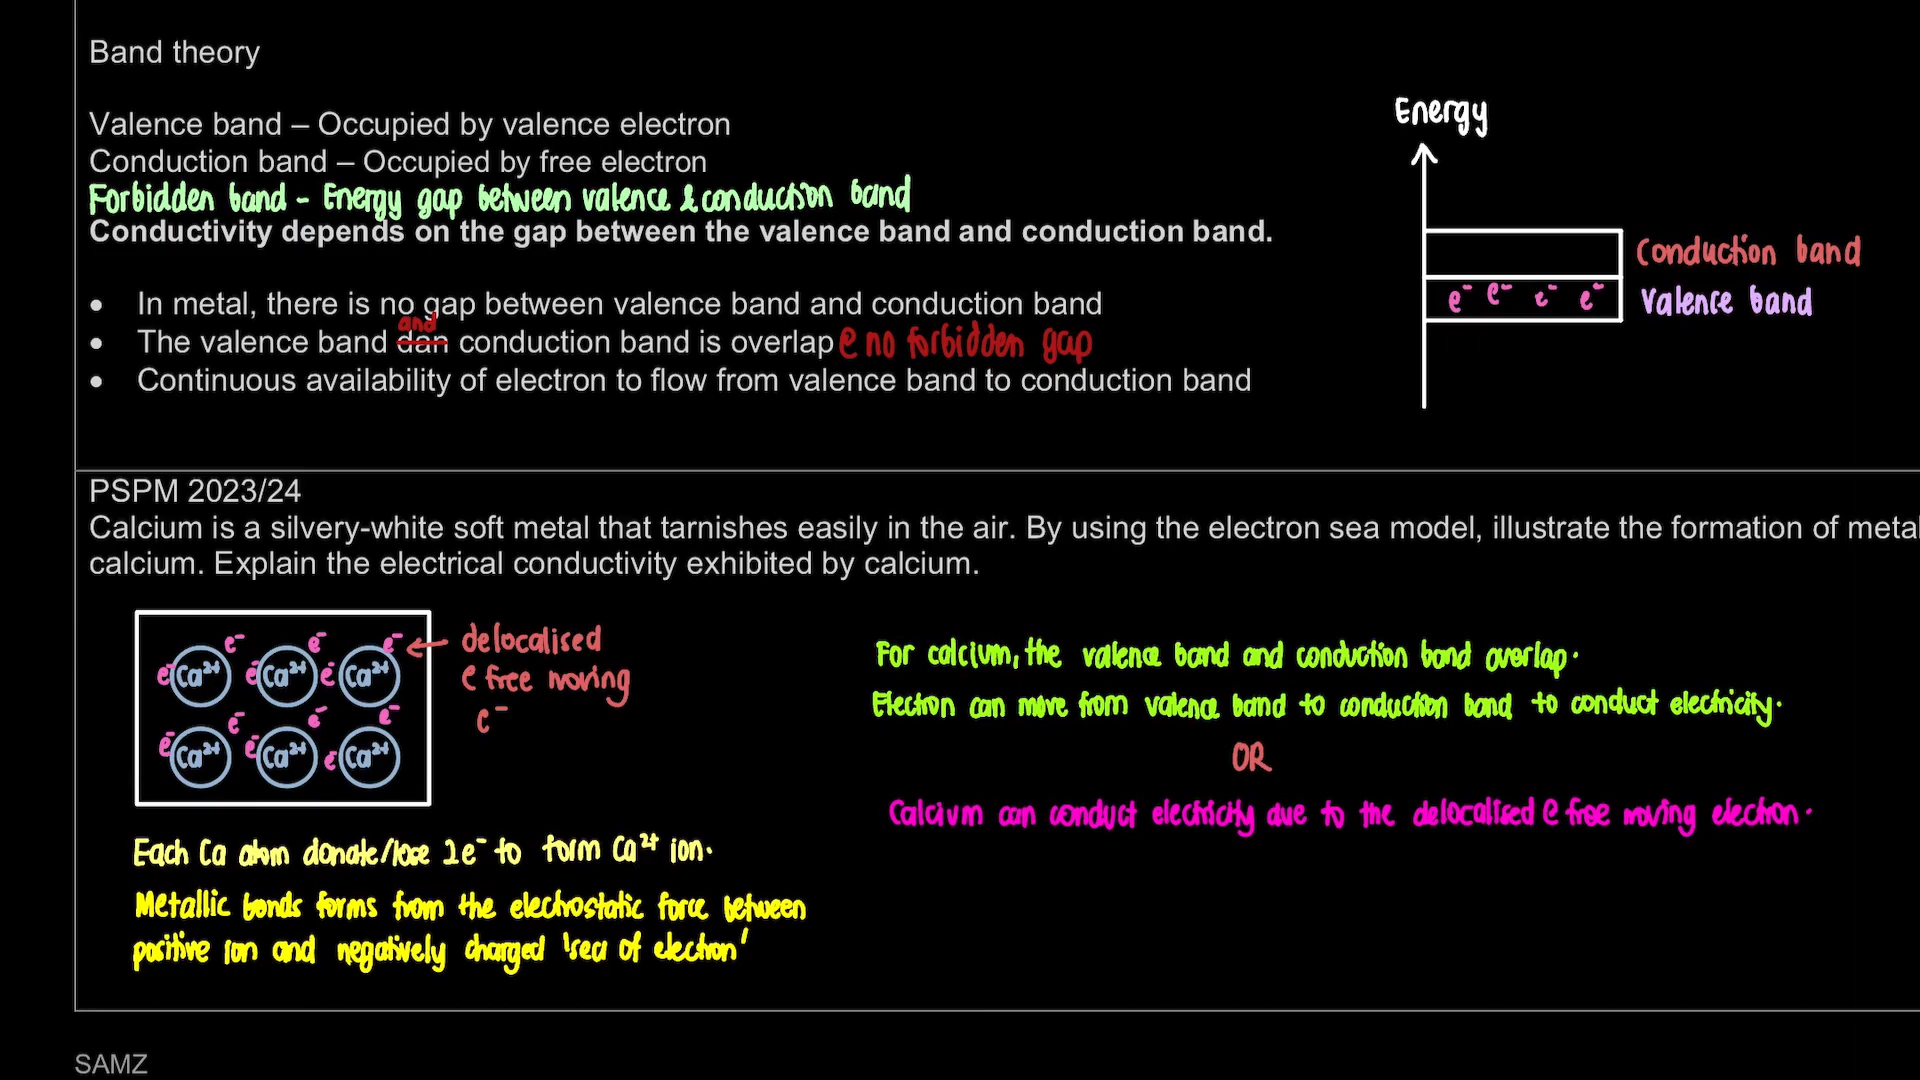 Band theory
Energy
Valence band – Occupied by valence electron
Conduction band – Occupied by free electron
Forbidden band - Energy gap between valence & conduction band
Conductivity depends on the gap between the valence band and conduction band.
Conduction band
e⁻ e⁻ e⁻ e⁻ Valence band
• In metal, there is no gap between valence band and conduction band
and
• The valence band dan conduction band is overlap e no forbidden gap
• Continuous availability of electron to flow from valence band to conduction band
PSPM 2023/24
Calcium is a silvery-white soft metal that tarnishes easily in the air. By using the electron sea model, illustrate the formation of metal
calcium. Explain the electrical conductivity exhibited by calcium.
e⁻ e⁻ e⁻
e⁻ Ca²⁺ e⁻ Ca²⁺ e⁻ Ca²⁺
e⁻ e⁻ e⁻
e⁻ Ca²⁺ e⁻ Ca²⁺ e Ca²⁺
delocalised
e free moving
e⁻
For calcium, the valence band and conduction band overlap.
Electron can move from valence band to conduction band to conduct electricity.
OR
Calcium can conduct electricity due to the delocalised e free moving electron.
Each Ca atom donate/lose 2e⁻ to form Ca²⁺ ion.
Metallic bonds forms from the electrostatic force between
positive ion and negatively charged 'sea of electron'
SAMZ